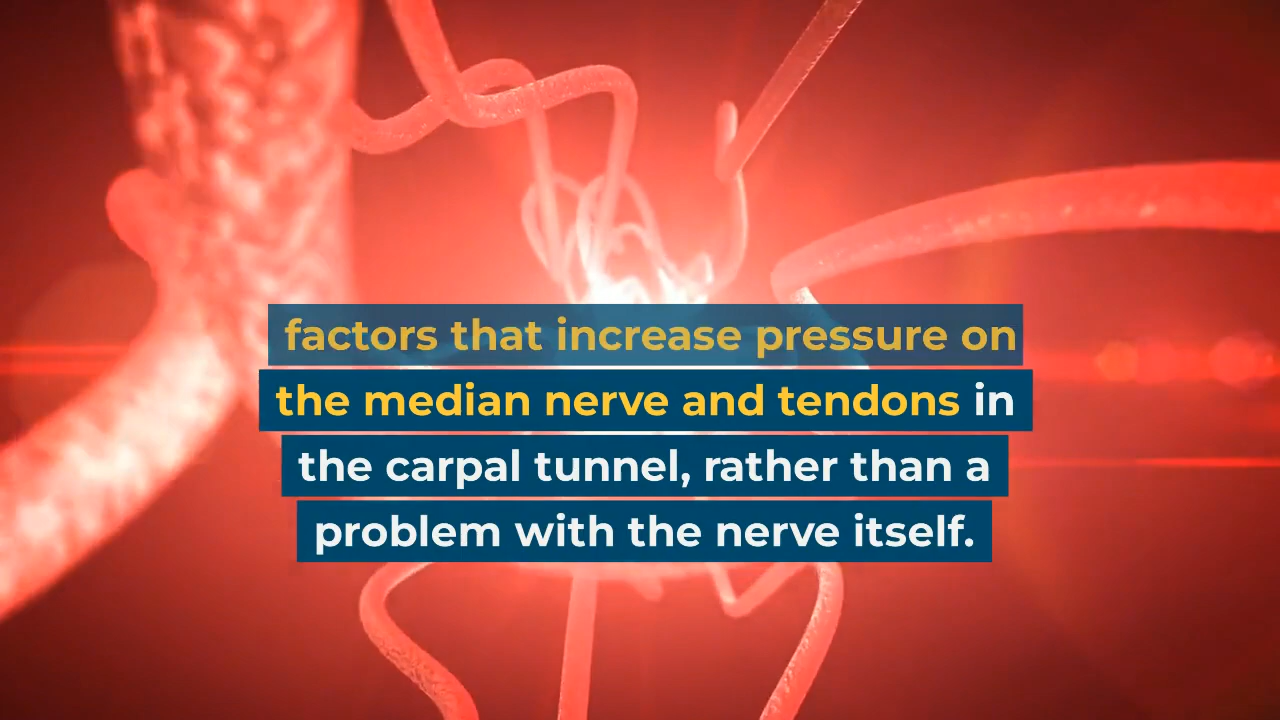 factors that increase pressure on
the median nerve and tendons in
the carpal tunnel, rather than a
problem with the nerve itself.